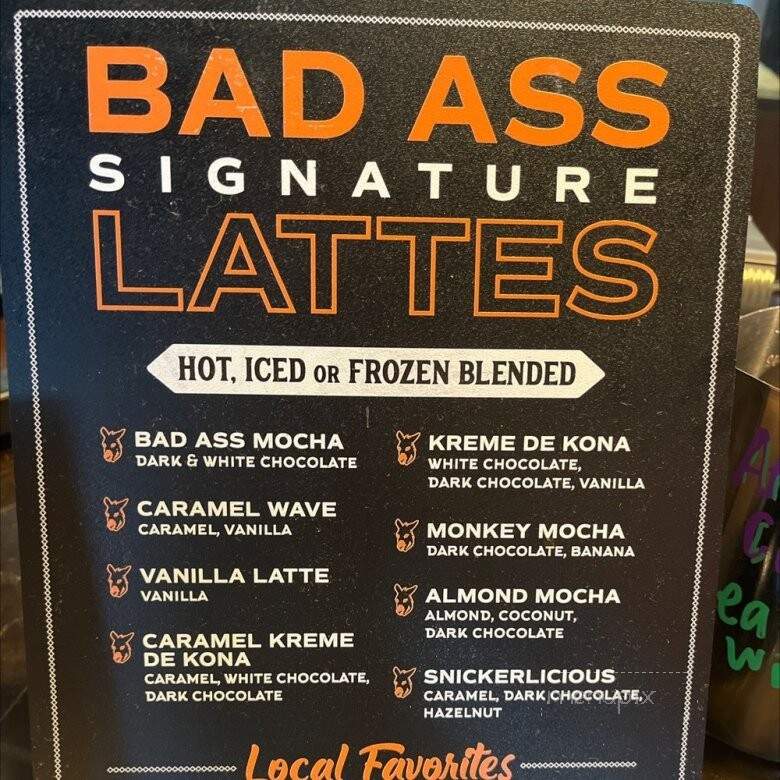 BAD ASS
SIGNATURE
LATTES
HOT, ICED OR FROZEN BLENDED
BAD ASS MOCHA
DARK & WHITE CHOCOLATE
CARAMEL WAVE
CARAMEL, VANILLA
VANILLA LATTE
VANILLA
CARAMEL KREME
DE KONA
CARAMEL, WHITE CHOCOLATE,
DARK CHOCOLATE
KREME DE KONA
WHITE CHOCOLATE,
DARK CHOCOLATE, VANILLA
MONKEY MOCHA
DARK CHOCOLATE, BANANA
ALMOND MOCHA
ALMOND, COCONUT,
DARK CHOCOLATE
SNICKERLICIOUS
CARAMEL, DARK CHOCOLATE,
HAZELNUT
Local Favorites